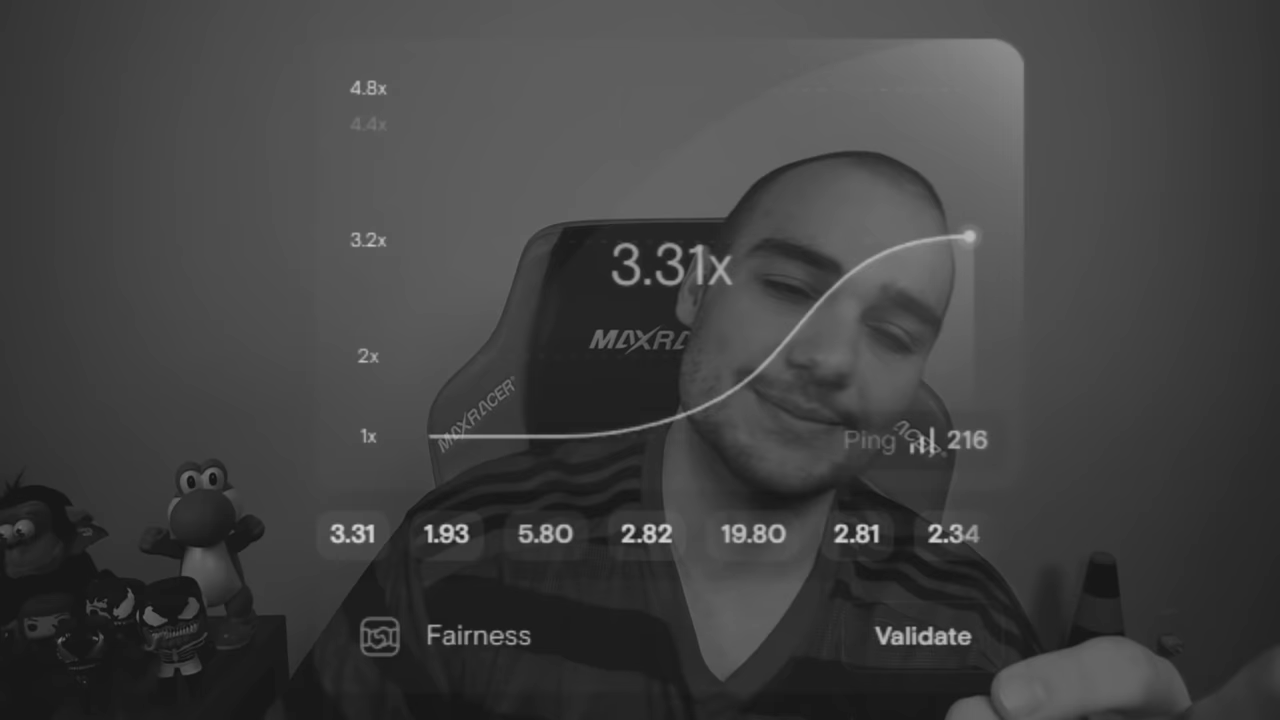 4.8x
4.4x
3.2x
3.31x
MAXRA
2x
MAXRACER
1x
Ping 216
3.31 1.93 5.80 2.82 19.80 2.81 2.34
Fairness Validate